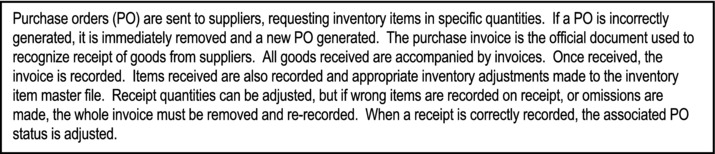 Purchase orders (PO) are sent to suppliers, requesting inventory items in specific quantities.  If a PO is incorrectly
generated, it is immediately removed and a new PO generated.  The purchase invoice is the official document used to
recognize receipt of goods from suppliers.  All goods received are accompanied by invoices.  Once received, the
invoice is recorded.  Items received are also recorded and appropriate inventory adjustments made to the inventory
item master file.  Receipt quantities can be adjusted, but if wrong items are recorded on receipt, or omissions are
made, the whole invoice must be removed and re-recorded.  When a receipt is correctly recorded, the associated PO
status is adjusted.